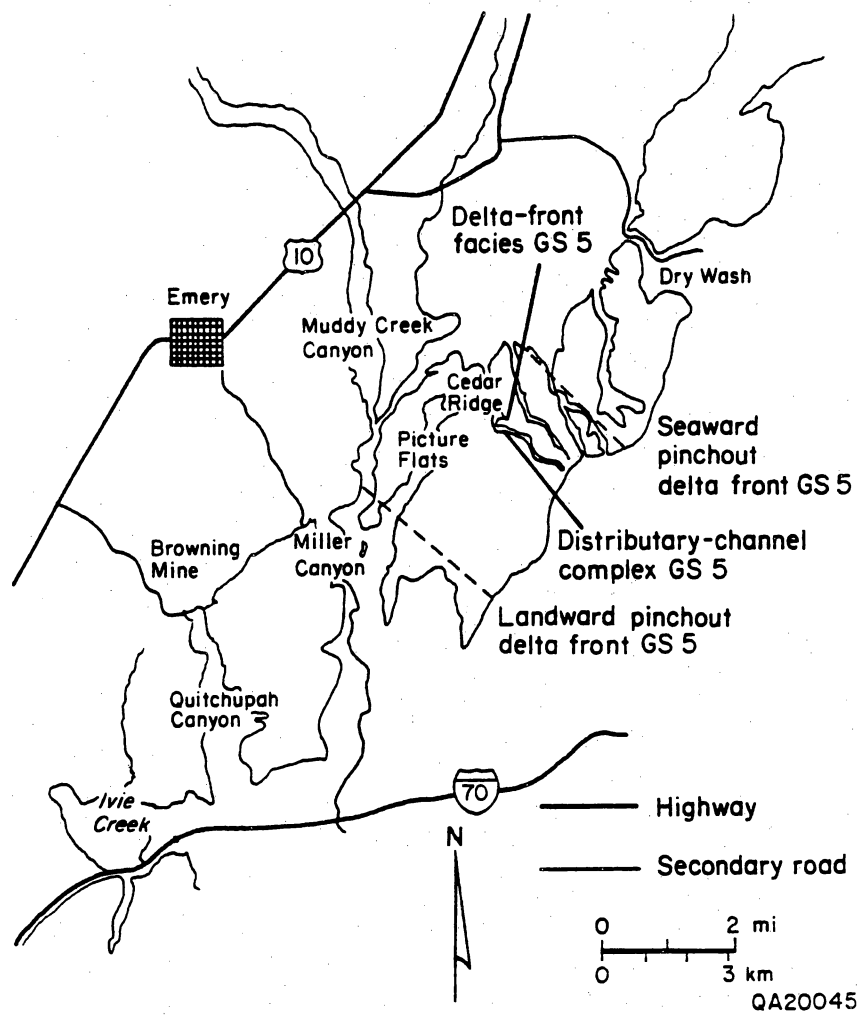 Delta-front
facies GS 5
10
Dry Wash
Emery
Muddy Creek
Canyon
Cedar
Ridge
Picture
Flats
Seaward
pinchout
delta front GS 5
Browning
Mine
Miller
Canyon
Distributary-channel
complex GS 5
Landward pinchout
delta front GS 5
Quitchupah
Canyon
Ivie
Creek
70
Highway
N
Secondary road
0 2 mi
0 3 km
QA20045